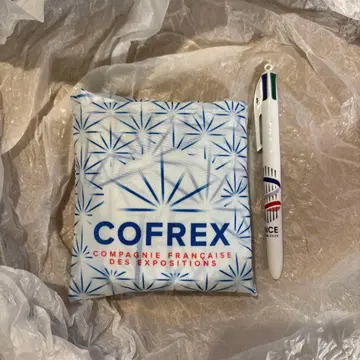 COFREX
COMPAGNIE FRANÇAISE
DES EXPOSITIONS